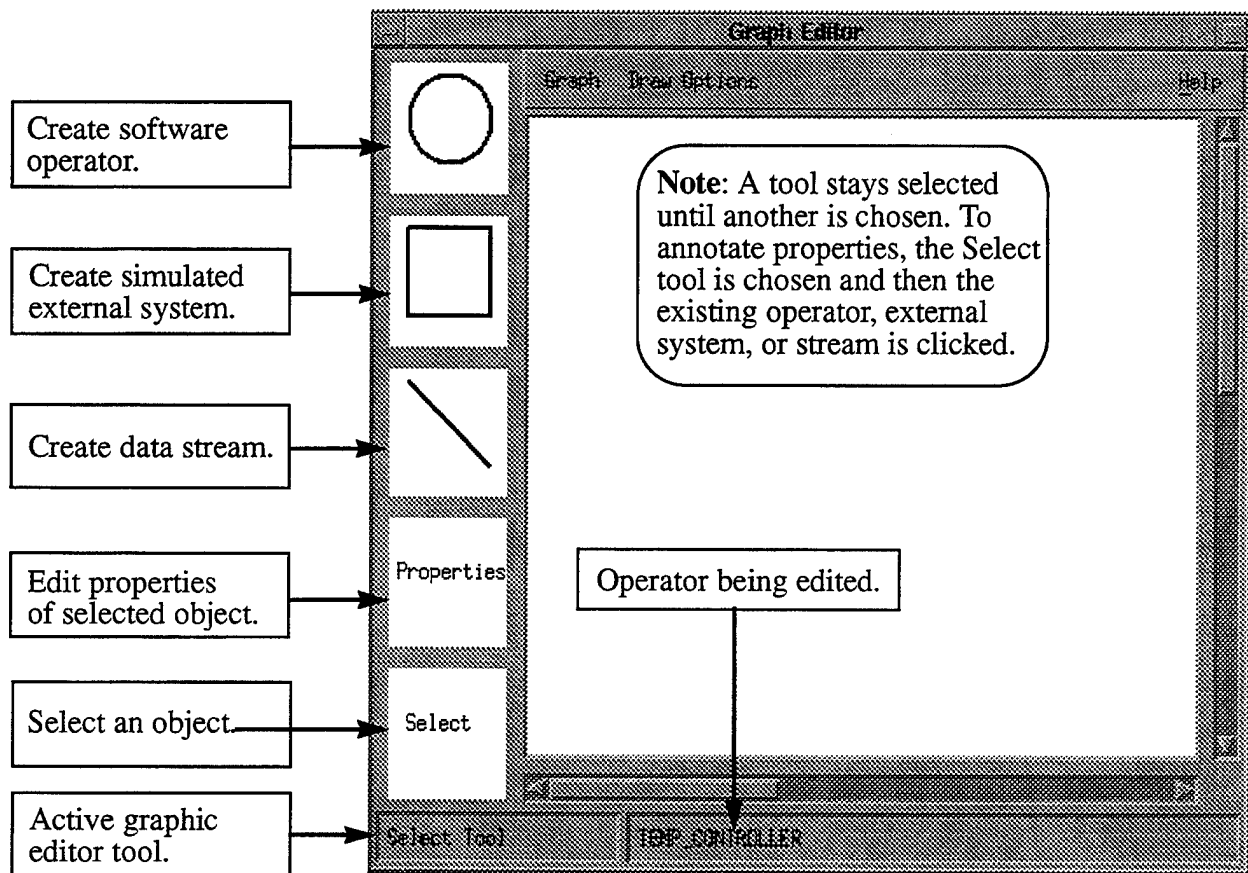 Graph Editor
Graph Draw Options Help
Create software
operator.
Note: A tool stays selected
until another is chosen. To
annotate properties, the Select
tool is chosen and then the
existing operator, external
system, or stream is clicked.
Create simulated
external system.
Create data stream.
Edit properties
of selected object.
Properties
Operator being edited.
Select an object.
Select
Active graphic
editor tool.
Select Tool
TEMP_CONTROLLER